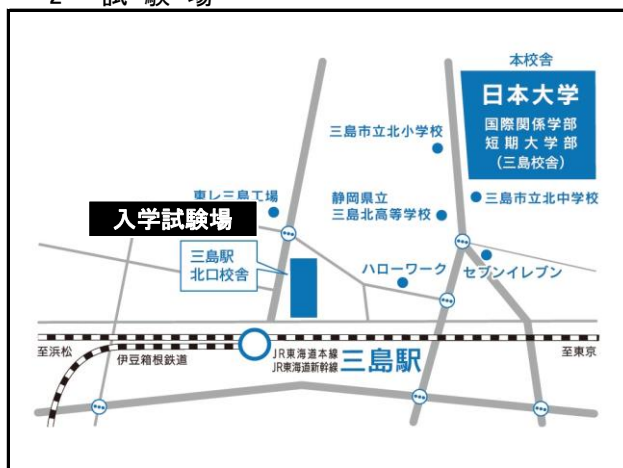 2 試験場
本校舎
日本大学
国際関係学部
短期大学部
(三島校舎)
三島市立北小学校
東レ三島工場
静岡県立
三島北高等学校
三島市立北中学校
入学試験場
三島駅
北口校舎
ハローワーク
セブンイレブン
至浜松
伊豆箱根鉄道
JR東海道本線
JR東海道新幹線
三島駅
至東京